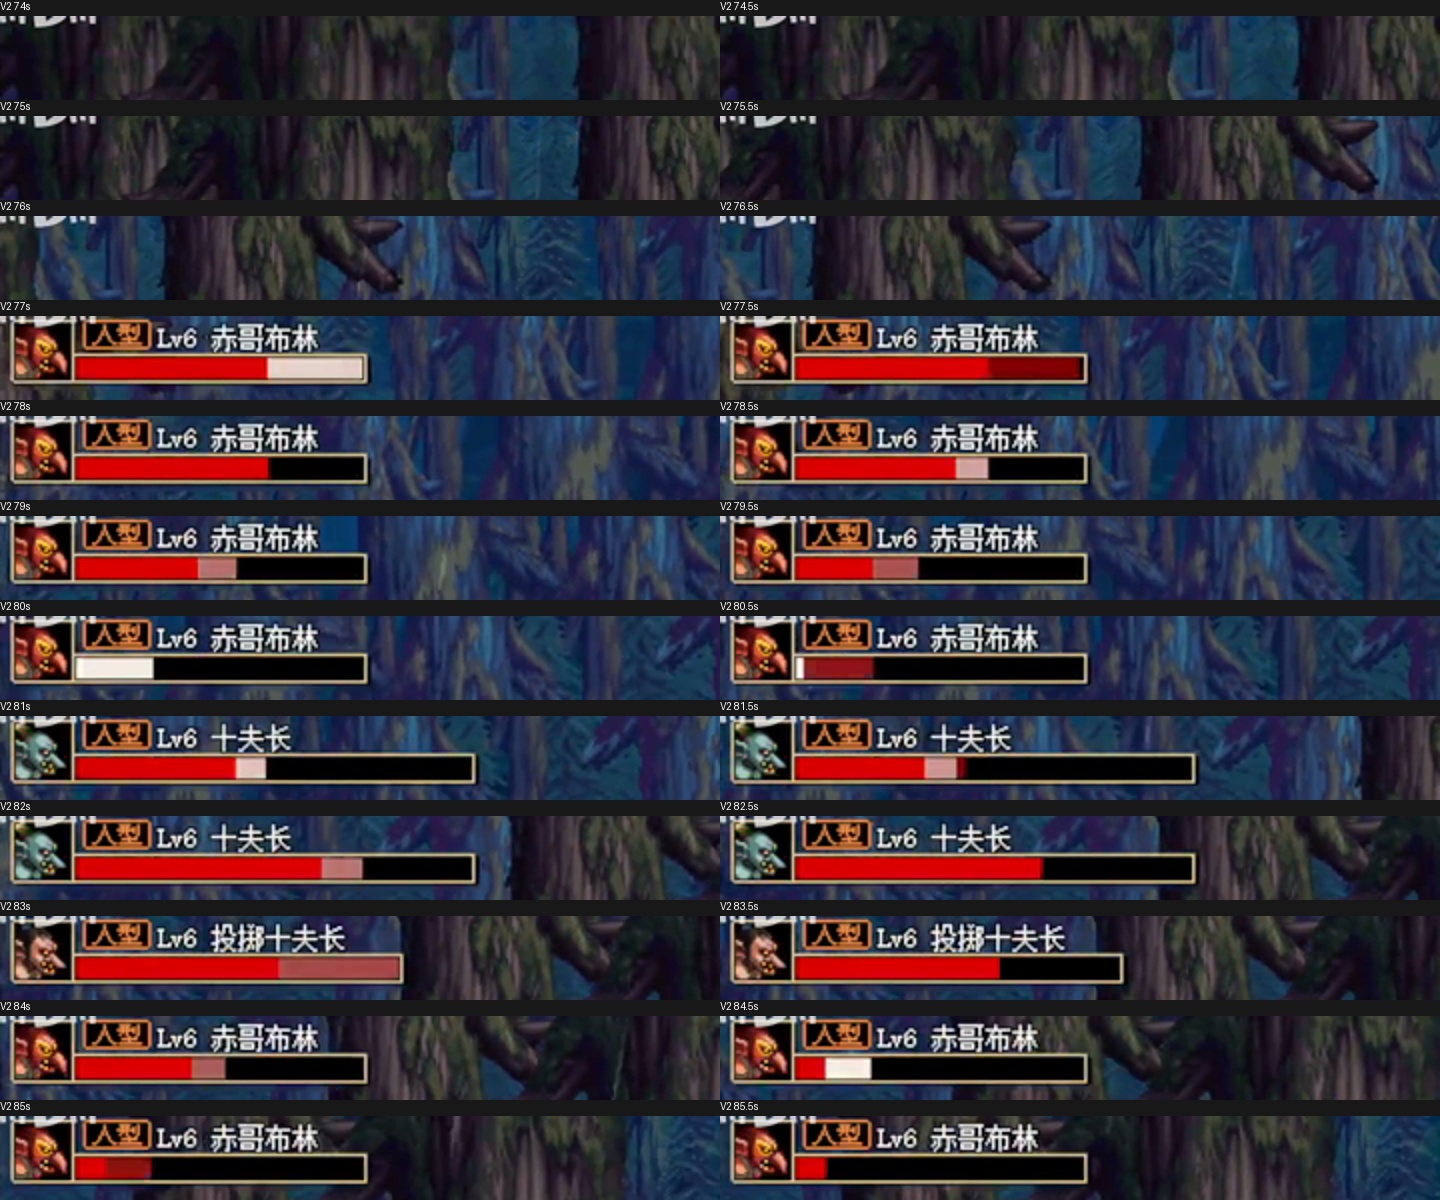 V2 74s
V2 74.5s
V2 75s
V2 75.5s
V2 76s
V2 76.5s
V2 77s
人型 Lv6 赤哥布林
V2 77.5s
人型 Lv6 赤哥布林
V2 78s
人型 Lv6 赤哥布林
V2 78.5s
人型 Lv6 赤哥布林
V2 79s
人型 Lv6 赤哥布林
V2 79.5s
人型 Lv6 赤哥布林
V2 80s
人型 Lv6 赤哥布林
V2 80.5s
人型 Lv6 赤哥布林
V2 81s
人型 Lv6 十夫长
V2 81.5s
人型 Lv6 十夫长
V2 82s
人型 Lv6 十夫长
V2 82.5s
人型 Lv6 十夫长
V2 83s
人型 Lv6 投掷十夫长
V2 83.5s
人型 Lv6 投掷十夫长
V2 84s
人型 Lv6 赤哥布林
V2 84.5s
人型 Lv6 赤哥布林
V2 85s
人型 Lv6 赤哥布林
V2 85.5s
人型 Lv6 赤哥布林